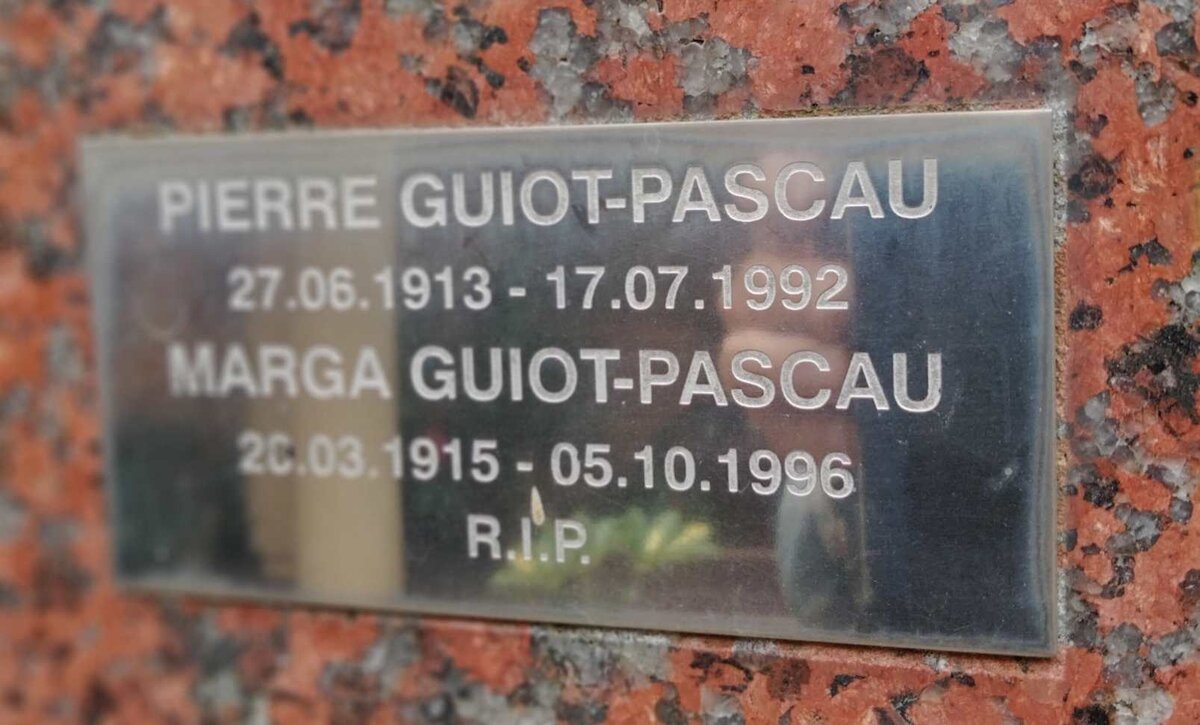 PIERRE GUIOT-PASCAU
27.06.1913 - 17.07.1992
MARGA GUIOT-PASCAU
20.03.1915 - 05.10.1996
R.I.P.